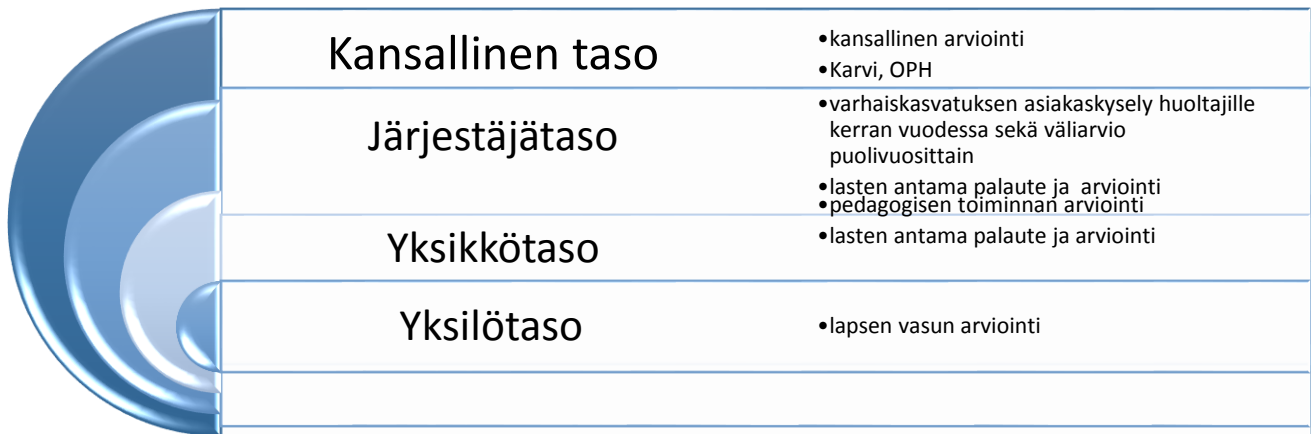 Kansallinen taso
•kansallinen arviointi
•Karvi, OPH
Järjestäjätaso
•varhaiskasvatuksen asiakaskysely huoltajille
kerran vuodessa sekä väliarvio
puolivuosittain
•lasten antama palaute ja arviointi
•pedagogisen toiminnan arviointi
Yksikkötaso
•lasten antama palaute ja arviointi
Yksilötaso
•lapsen vasun arviointi